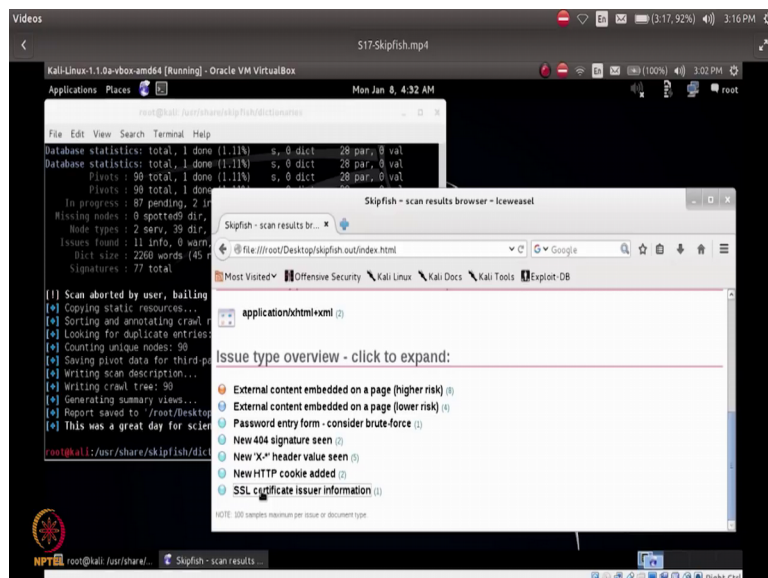 Videos
En (3:17, 92%) 3:16 PM
S17-Skipfish.mp4
Kali-Linux-1.1.0a-vbox-amd64 [Running] - Oracle VM VirtualBox
En (100%) 3:02 PM
Applications Places Mon Jan 8, 4:32 AM root
root@kali: /usr/share/skipfish/dictionaries
File Edit View Search Terminal Help
Database statistics: total, 1 done (1.11%) s, 0 dict 28 par, 0 val
Database statistics: total, 1 done (1.11%) s, 0 dict 28 par, 0 val
Pivots : 90 total, 1 done (1.11%) s, 0 dict 28 par, 0 val
Pivots : 90 total, 1 done
In progress : 87 pending, 2 in
Missing nodes : 0 spotted9 dir,
Node types : 2 serv, 39 dir,
Issues found : 11 info, 0 warn,
Dict size : 2260 words (45 n
Signatures : 77 total
[!] Scan aborted by user, bailing
[+] Copying static resources...
[+] Sorting and annotating crawl
[+] Looking for duplicate entries:
[+] Counting unique nodes: 90
[+] Saving pivot data for third-pa
[+] Writing scan description...
[+] Writing crawl tree: 90
[+] Generating summary views...
[+] Report saved to '/root/Desktop
[+] This was a great day for scien
root@kali:/usr/share/skipfish/dict
Skipfish - scan results browser - Iceweasel
Skipfish - scan results br... ×
file:///root/Desktop/skipfish.out/index.html Google
Most Visited Offensive Security Kali Linux Kali Docs Kali Tools Exploit-DB
application/xhtml+xml (2)
Issue type overview - click to expand:
External content embedded on a page (higher risk) (8)
External content embedded on a page (lower risk) (4)
Password entry form - consider brute-force (1)
New 404 signature seen (2)
New 'X-*' header value seen (5)
New HTTP cookie added (2)
SSL certificate issuer information (1)
NOTE: 100 samples maximum per issue or document type.
NPTEL root@kali: /usr/share/... Skipfish - scan results ...
Right Ctrl